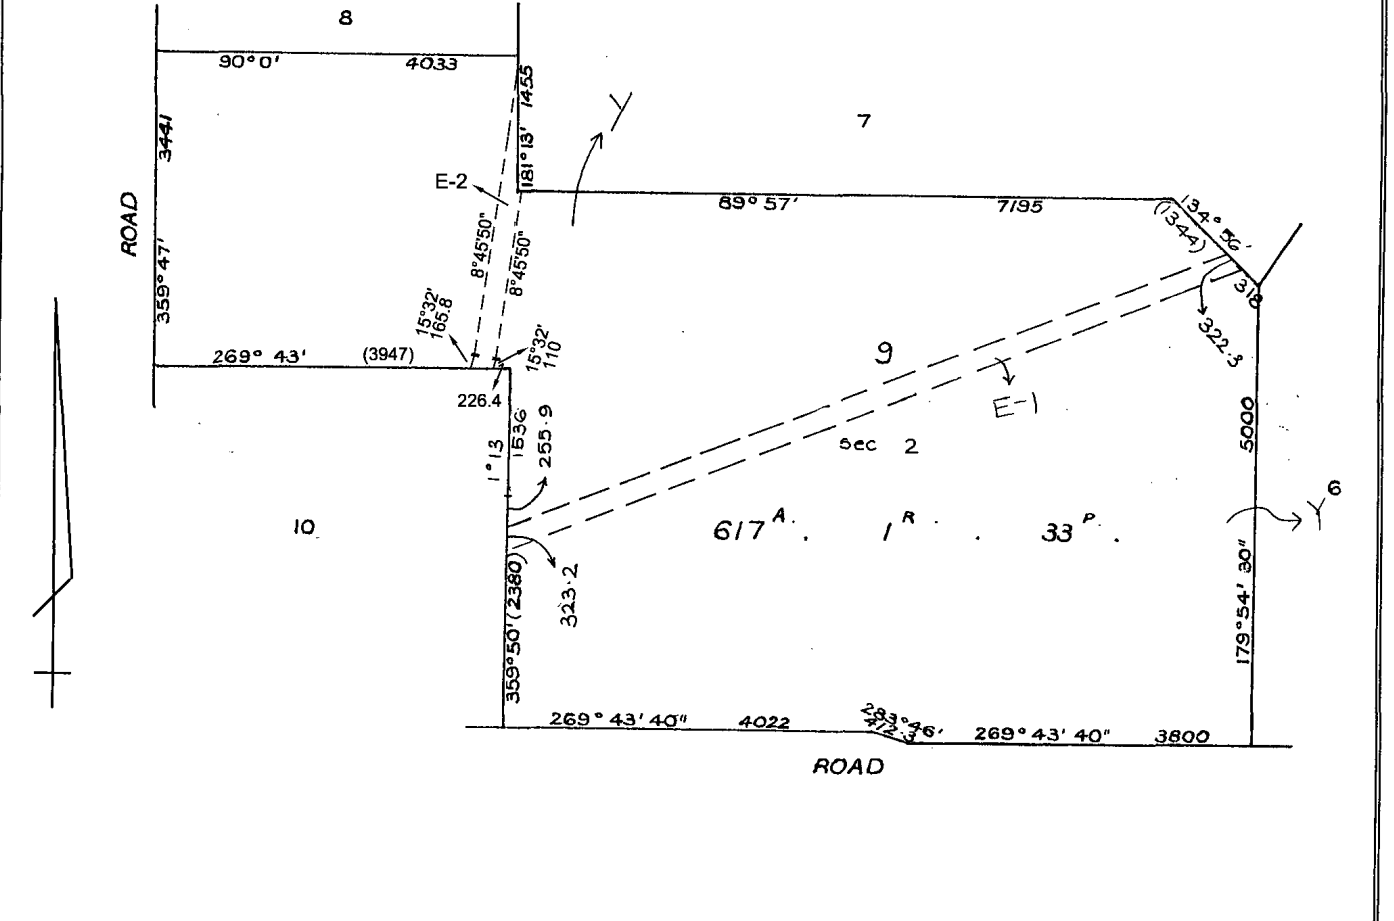 8
90°0' 4033
1455
181°13'
3441
359°47'
ROAD
E-2
8°45'50"
8°45'50"
Y
7
89°57' 7195
134°56'
(1344)
318
322.3
15°32'
165.8
15°32'
110
269° 43' (3947)
226.4
1536
1°13
255.9
9
E-1
sec 2
5000
6
Y
10
617A. 1R. 33P.
323.2
359°50' (2380)
179°54' 30"
269° 43' 40" 4022
283°46'
412.3
269° 43' 40" 3800
ROAD